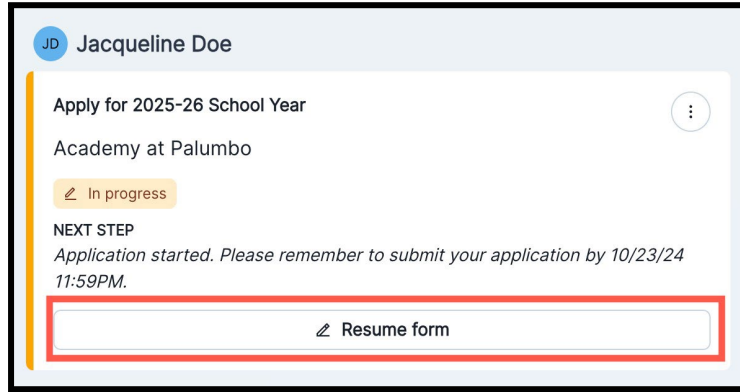 JD Jacqueline Doe
Apply for 2025-26 School Year
Academy at Palumbo
In progress
NEXT STEP
Application started. Please remember to submit your application by 10/23/24
11:59PM.
Resume form